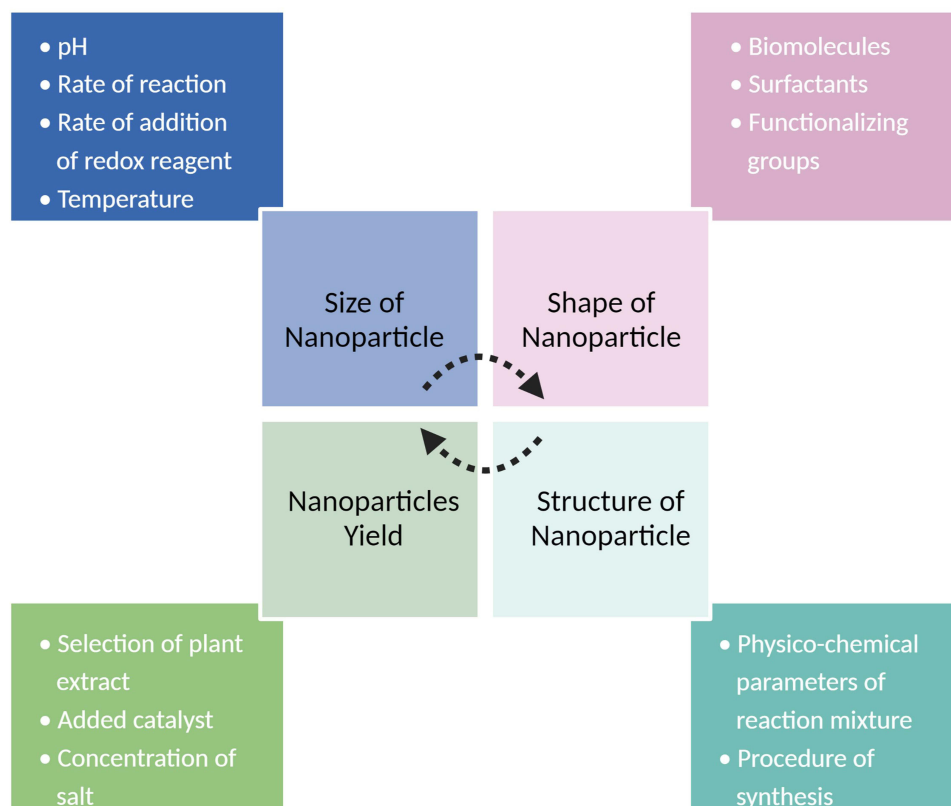 • pH
• Rate of reaction
• Rate of addition
of redox reagent
• Temperature
• Biomolecules
• Surfactants
• Functionalizing
groups
Size of
Nanoparticle
Shape of
Nanoparticle
Nanoparticles
Yield
Structure of
Nanoparticle
• Selection of plant
extract
• Added catalyst
• Concentration of
salt
• Physico-chemical
parameters of
reaction mixture
• Procedure of
synthesis